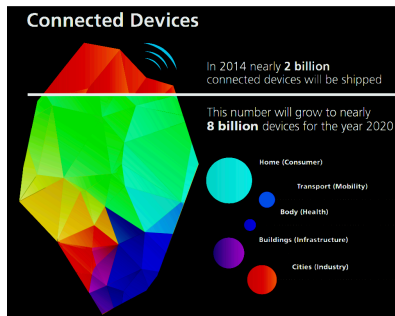 Connected Devices
In 2014 nearly 2 billion
connected devices will be shipped
This number will grow to nearly
8 billion devices for the year 2020
Home (Consumer)
Transport (Mobility)
Body (Health)
Buildings (Infrastructure)
Cities (Industry)